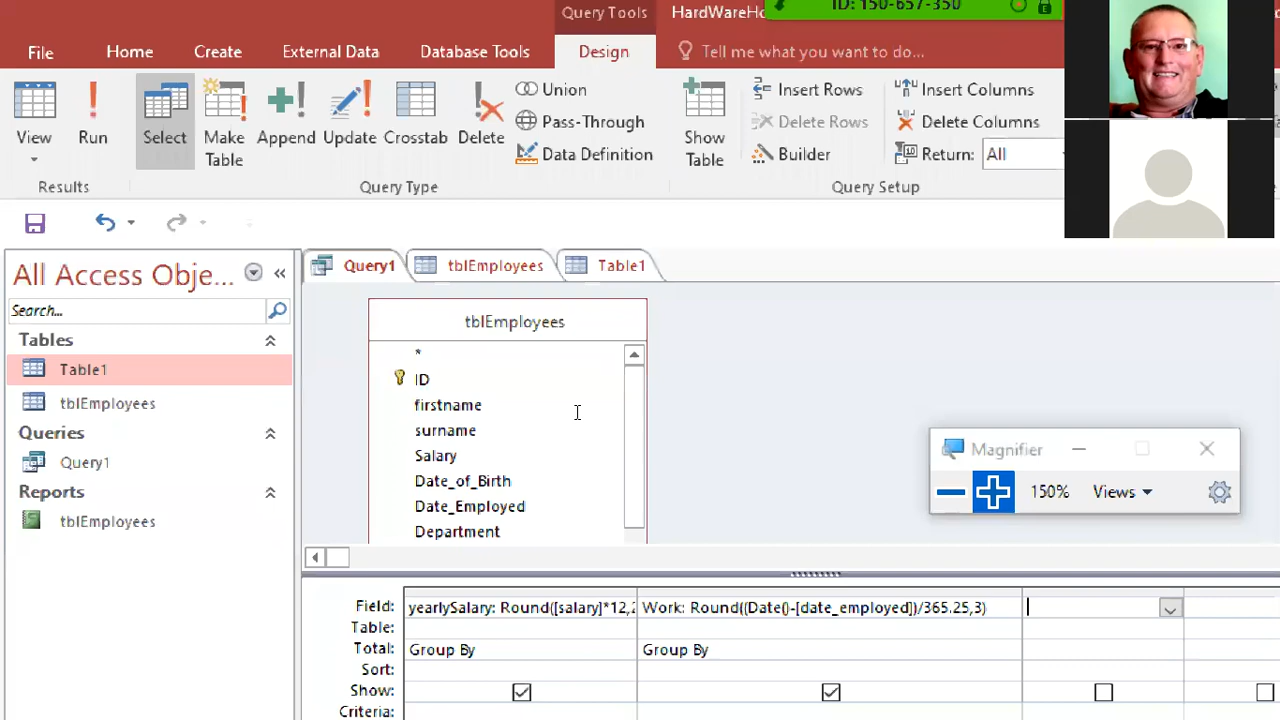 ID: 150-657-350
Query Tools
HardWareHo
File
Home
Create
External Data
Database Tools
Design
Tell me what you want to do...
View
Run
Select
Make Table
Append
Update
Crosstab
Delete
Union
Pass-Through
Data Definition
Show Table
Insert Rows
Delete Rows
Builder
Insert Columns
Delete Columns
Return: All
Results
Query Type
Query Setup
All Access Obje...
Search...
Tables
Table1
tblEmployees
Queries
Query1
Reports
tblEmployees
Query1
tblEmployees
Table1
tblEmployees
*
ID
firstname
surname
Salary
Date_of_Birth
Date_Employed
Department
Magnifier
150%
Views
Field: yearlySalary: Round([salary]*12,2 Work: Round((Date()-[date_employed])/365.25,3)
Table:
Total: Group By Group By
Sort:
Show:
Criteria: